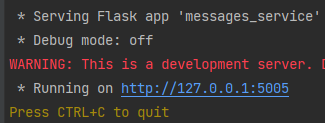 * Serving Flask app 'messages_service'
* Debug mode: off
WARNING: This is a development server.
* Running on http://127.0.0.1:5005
Press CTRL+C to quit